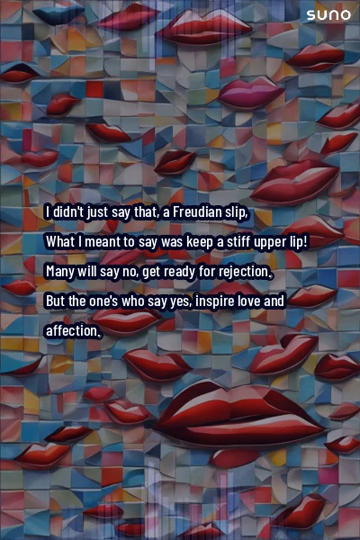 suno
I didn't just say that, a Freudian slip,
What I meant to say was keep a stiff upper lip!
Many will say no, get ready for rejection.
But the one's who say yes, inspire love and
affection.